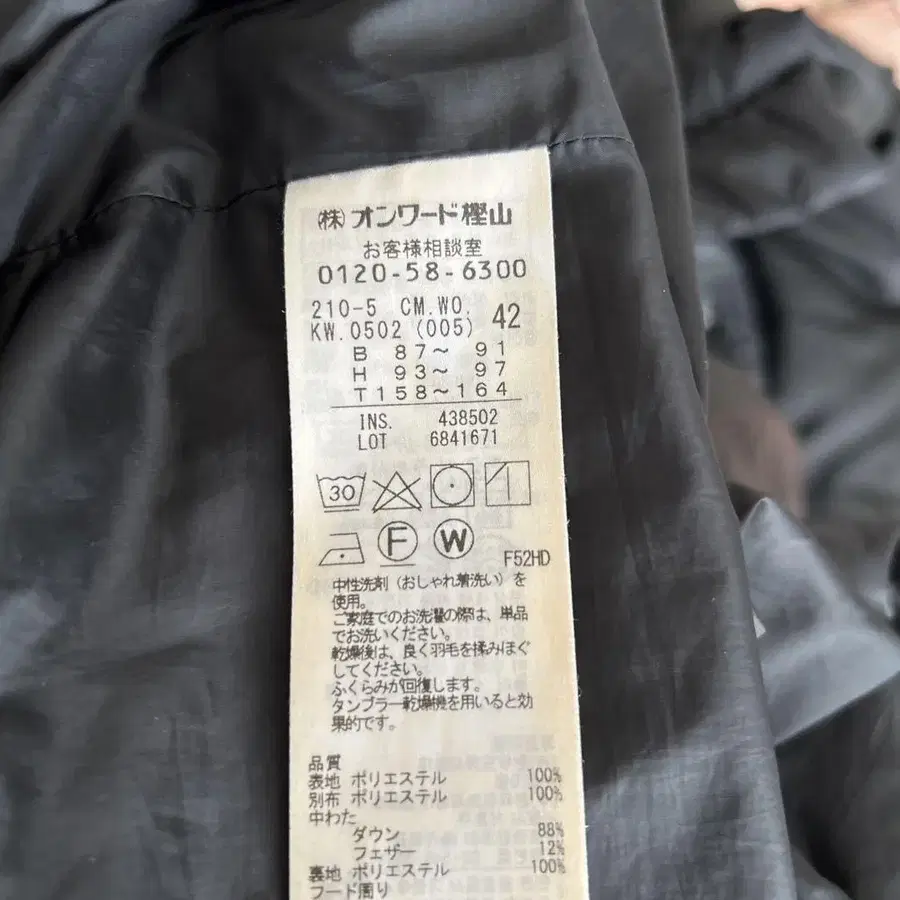 (株)オンワード樫山
お客様相談室
0120-58-6300
210-5 CM.WO.
KW.0502 (005) 42
B 87～ 91
H 93～ 97
T158～164
INS. 438502
LOT 6841671
30
F W F52HD
中性洗剤(おしゃれ着洗い)を
使用。
ご家庭でのお洗濯の際は、単品
でお洗いください。
乾燥後は、良く羽毛を揉みほぐ
してください。
ふくらみが回復します。
タンブラー乾燥機を用いると効
果的です。
品質
表地 ポリエステル 100%
別布 ポリエステル 100%
中わた
ダウン 88%
フェザー 12%
裏地 ポリエステル 100%
フード周り